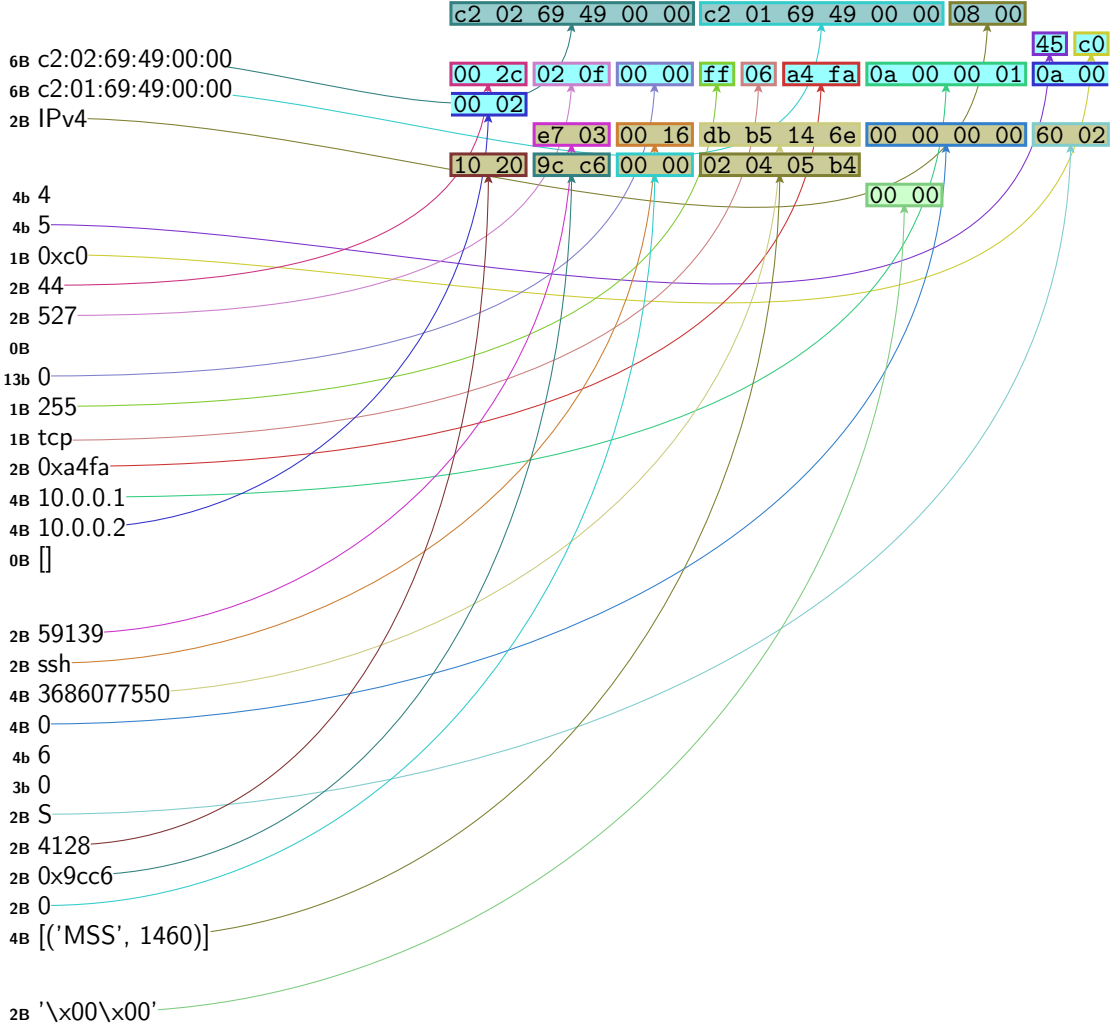 c2 02 69 49 00 00 c2 01 69 49 00 00 08 00
45 c0
6B c2:02:69:49:00:00
00 2c 02 0f 00 00 ff 06 a4 fa 0a 00 00 01 0a 00
6B c2:01:69:49:00:00
00 02
2B IPv4
e7 03 00 16 db b5 14 6e 00 00 00 00 60 02
10 20 9c c6 00 00 02 04 05 b4
4b 4
00 00
4b 5
1B 0xc0
2B 44
2B 527
0B
13b 0
1B 255
1B tcp
2B 0xa4fa
4B 10.0.0.1
4B 10.0.0.2
0B []
2B 59139
2B ssh
4B 3686077550
4B 0
4b 6
3b 0
2B S
2B 4128
2B 0x9cc6
2B 0
4B [('MSS', 1460)]
2B '\x00\x00'